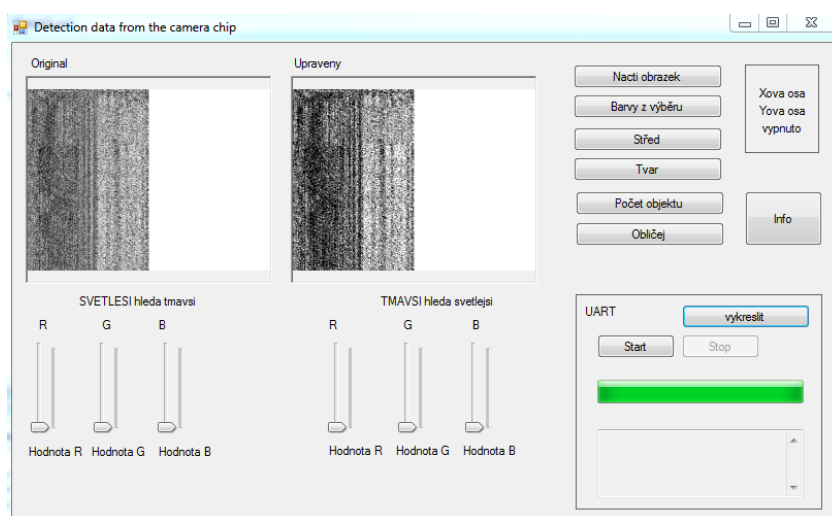 Detection data from the camera chip
Original
Upraveny
Nacti obrazek
Barvy z výběru
Střed
Tvar
Počet objektu
Obličej
Xova osa
Yova osa
vypnuto
Info
SVETLESI hleda tmavsi
R G B
Hodnota R Hodnota G Hodnota B
TMAVSI hleda svetlejsi
R G B
Hodnota R Hodnota G Hodnota B
UART
vykreslit
Start
Stop